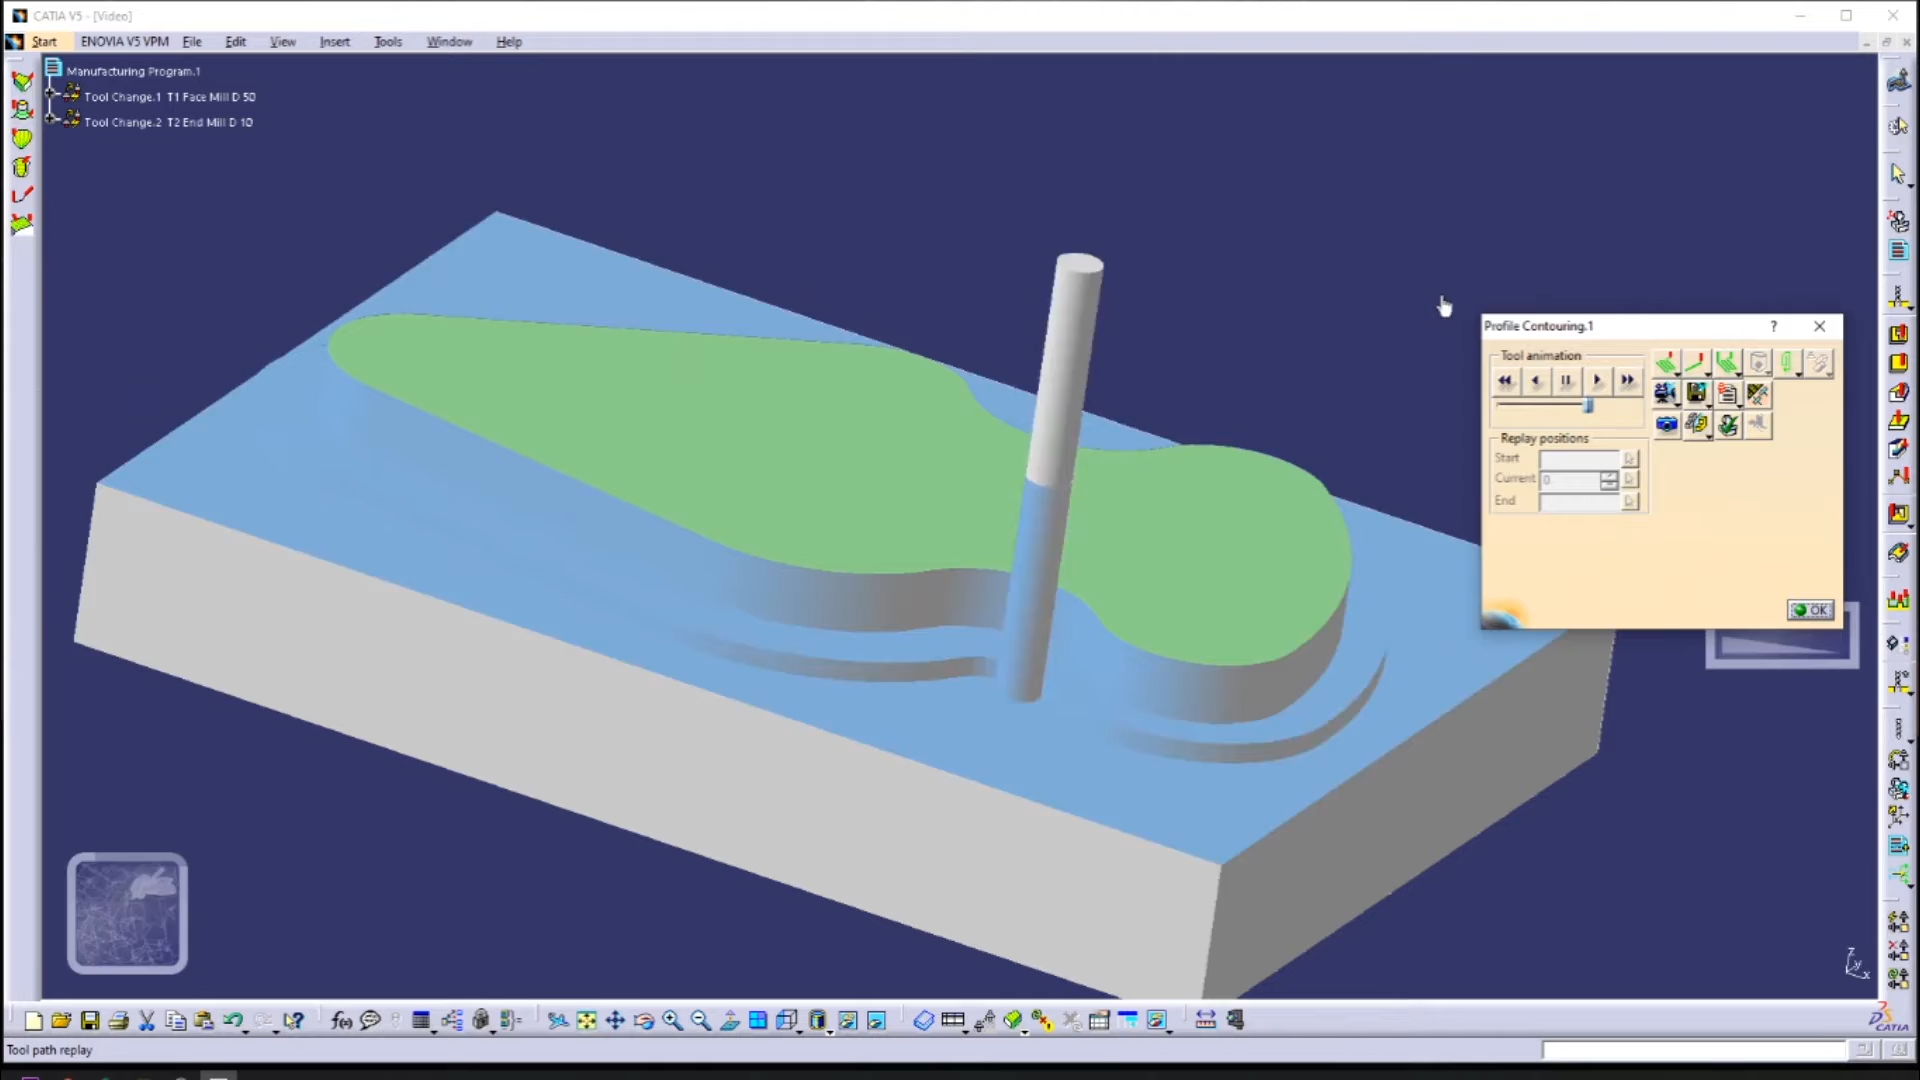 CATIA V5 - [Video]
Start ENOVIA V5 VPM File Edit View Insert Tools Window Help
Manufacturing Program.1
Tool Change.1 T1 Face Mill D 50
Tool Change.2 T2 End Mill D 10
Profile Contouring.1 ?
Tool animation
Replay positions
Start
Current 0
End
OK
z
y
x
f(x)
CATIA
Tool path replay